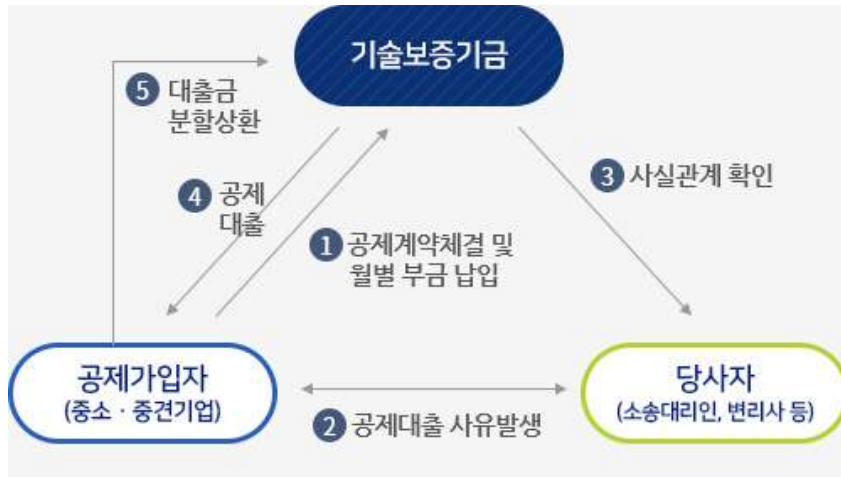 기술보증기금
5 대출금
분할상환
3 사실관계 확인
4 공제
대출
1 공제계약체결 및
월별 부금 납입
공제가입자
(중소 · 중견기업)
당사자
(소송대리인, 변리사 등)
2 공제대출 사유발생